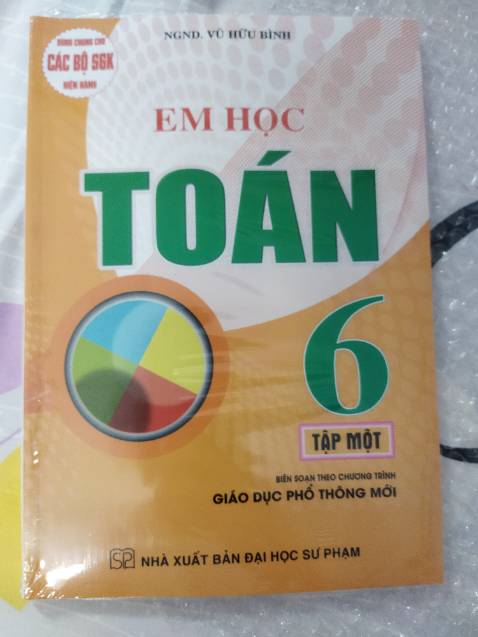 NGND. VŨ HỮU BÌNH
DÙNG CHUNG CHO
CÁC BỘ SGK
HIỆN HÀNH
EM HỌC
TOÁN
6
TẬP MỘT
BIÊN SOẠN THEO CHƯƠNG TRÌNH
GIÁO DỤC PHỔ THÔNG MỚI
SP
NHÀ XUẤT BẢN ĐẠI HỌC SƯ PHẠM